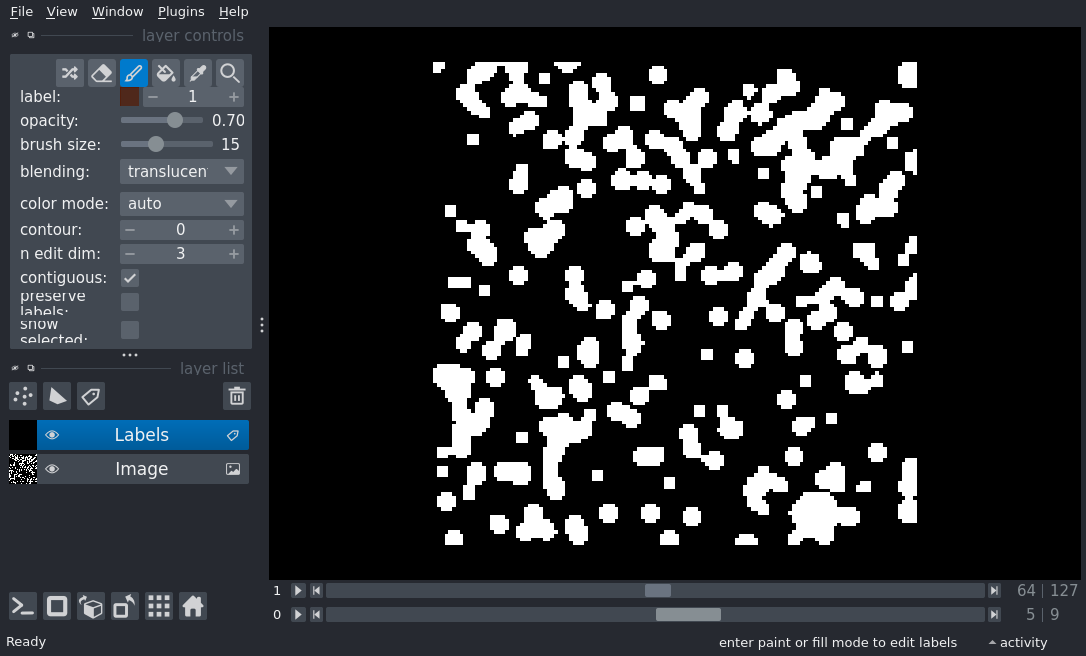 File View Window Plugins Help
layer controls
label: 1
opacity: 0.70
brush size: 15
blending: translucen
color mode: auto
contour: 0
n edit dim: 3
contiguous:
preserve
labels:
show
selected:
layer list
Labels
Image
1 64 | 127
0 5 | 9
Ready enter paint or fill mode to edit labels activity